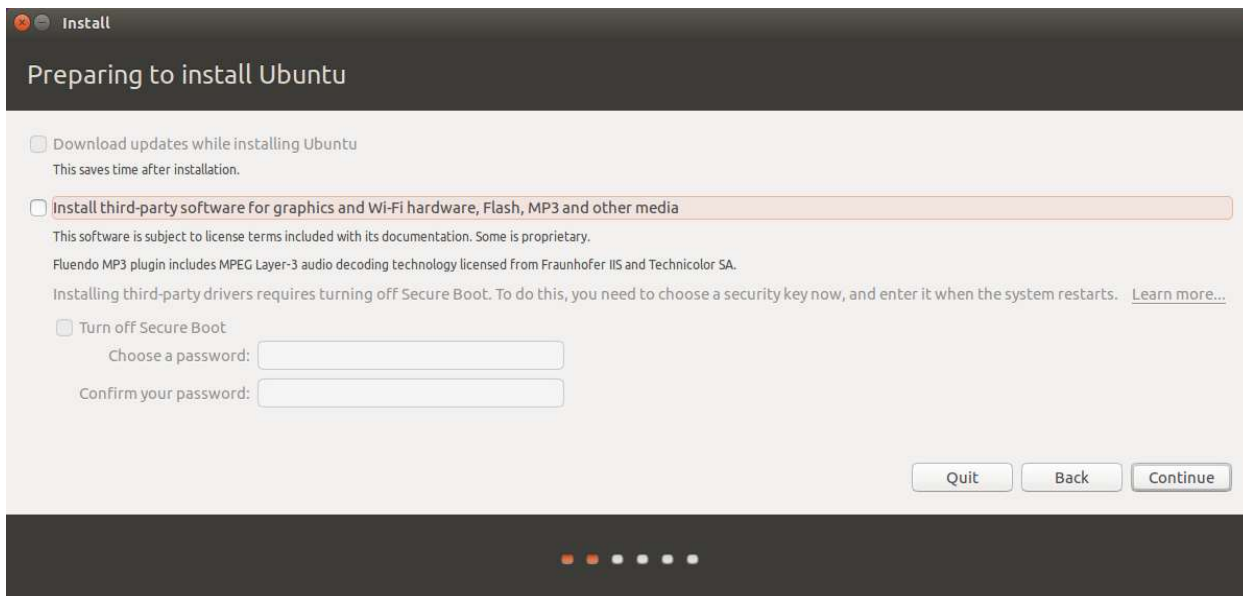 Install
Preparing to install Ubuntu
Download updates while installing Ubuntu
This saves time after installation.
Install third-party software for graphics and Wi-Fi hardware, Flash, MP3 and other media
This software is subject to license terms included with its documentation. Some is proprietary.
Fluendo MP3 plugin includes MPEG Layer-3 audio decoding technology licensed from Fraunhofer IIS and Technicolor SA.
Installing third-party drivers requires turning off Secure Boot. To do this, you need to choose a security key now, and enter it when the system restarts. Learn more...
Turn off Secure Boot
Choose a password:
Confirm your password:
Quit Back Continue